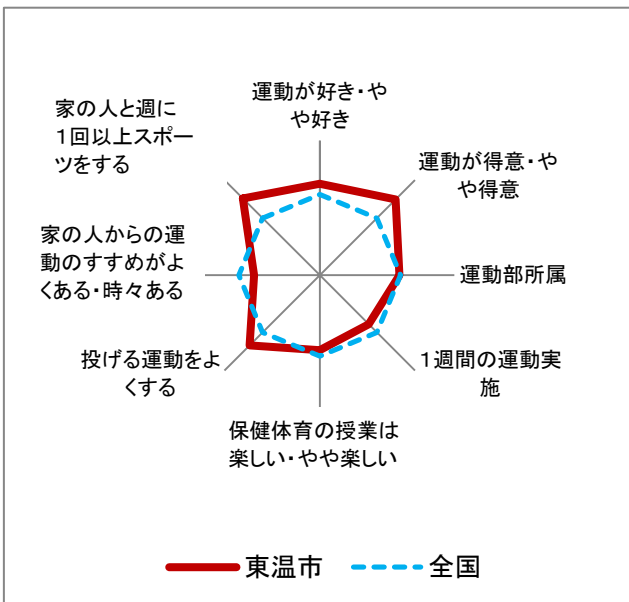 運動が好き・や
や好き
運動が得意・や
や得意
運動部所属
１週間の運動実
施
保健体育の授業は
楽しい・やや楽しい
投げる運動をよ
くする
家の人からの運
動のすすめがよ
くある・時々ある
家の人と週に
１回以上スポー
ツをする
東温市
全国